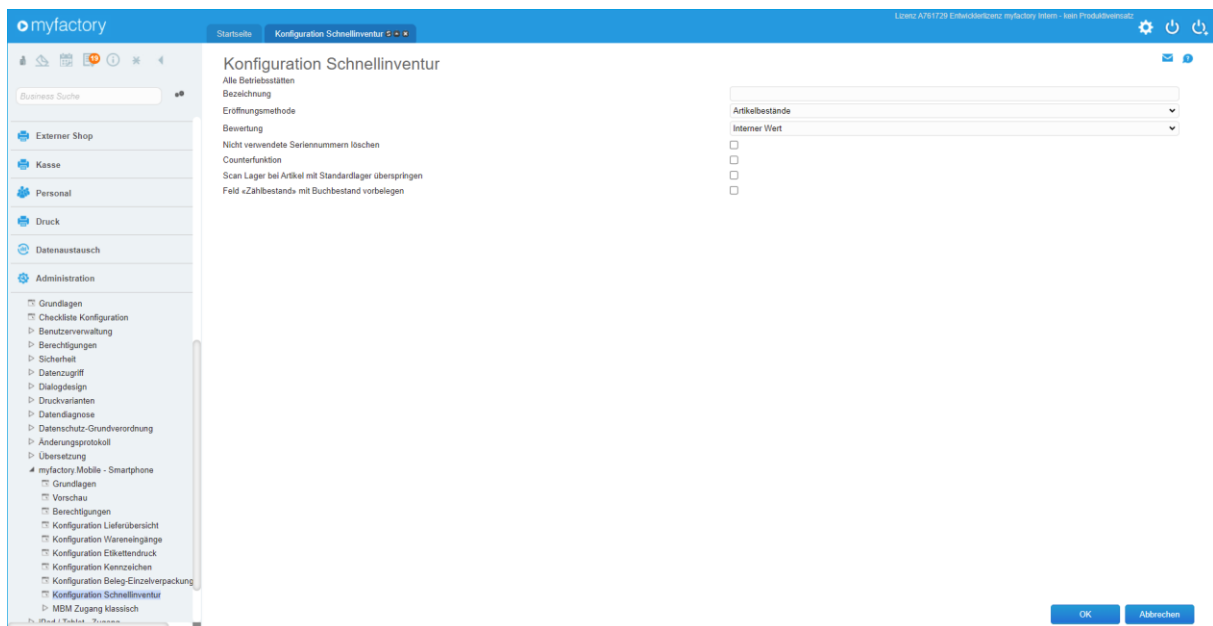 myfactory
Lizenz A761729 Entwicklerlizenz myfactory Intern - kein Produktiveinsatz
Startseite
Konfiguration Schnellinventur
19
Business Suche
Externer Shop
Kasse
Personal
Druck
Datenaustausch
Administration
Grundlagen
Checkliste Konfiguration
Benutzerverwaltung
Berechtigungen
Sicherheit
Datenzugriff
Dialogdesign
Druckvarianten
Datendiagnose
Datenschutz-Grundverordnung
Änderungsprotokoll
Übersetzung
myfactory.Mobile - Smartphone
Grundlagen
Vorschau
Berechtigungen
Konfiguration Lieferübersicht
Konfiguration Wareneingänge
Konfiguration Etikettendruck
Konfiguration Kennzeichen
Konfiguration Beleg-Einzelverpackung
Konfiguration Schnellinventur
MBM Zugang klassisch
Konfiguration Schnellinventur
Alle Betriebsstätten
Bezeichnung
Eröffnungsmethode Artikelbestände
Bewertung Interner Wert
Nicht verwendete Seriennummern löschen
Counterfunktion
Scan Lager bei Artikel mit Standardlager überspringen
Feld «Zählbestand» mit Buchbestand vorbelegen
OK Abbrechen